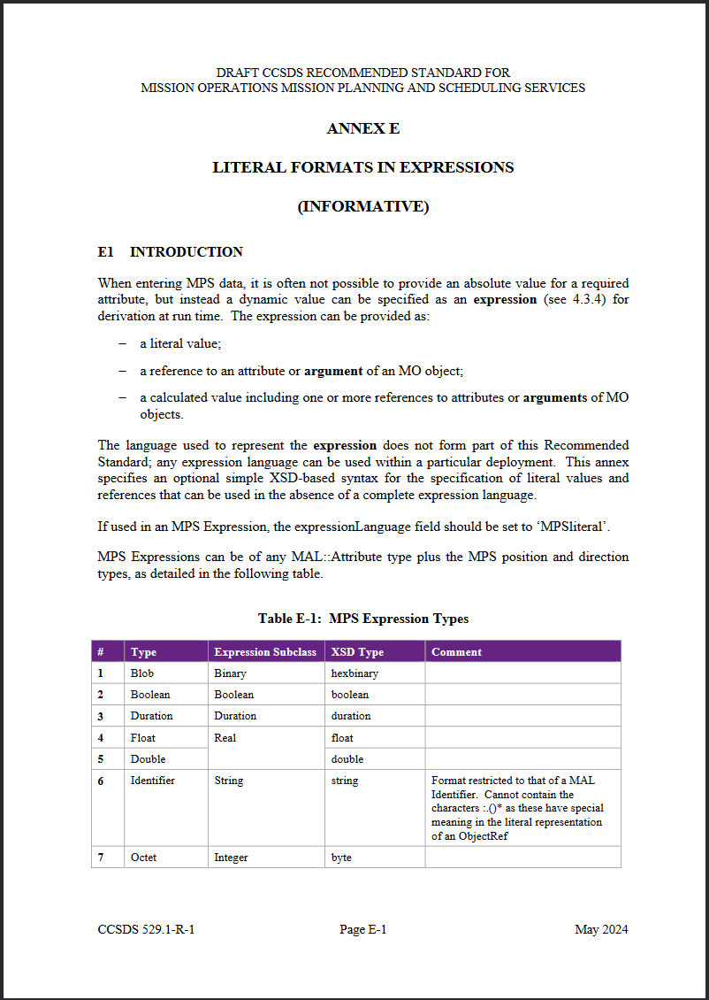 DRAFT CCSDS RECOMMENDED STANDARD FOR
MISSION OPERATIONS MISSION PLANNING AND SCHEDULING SERVICES
ANNEX E
LITERAL FORMATS IN EXPRESSIONS
(INFORMATIVE)
E1 INTRODUCTION
When entering MPS data, it is often not possible to provide an absolute value for a required
attribute, but instead a dynamic value can be specified as an expression (see 4.3.4) for
derivation at run time. The expression can be provided as:
– a literal value;
– a reference to an attribute or argument of an MO object;
– a calculated value including one or more references to attributes or arguments of MO
objects.
The language used to represent the expression does not form part of this Recommended
Standard; any expression language can be used within a particular deployment. This annex
specifies an optional simple XSD-based syntax for the specification of literal values and
references that can be used in the absence of a complete expression language.
If used in an MPS Expression, the expressionLanguage field should be set to ‘MPSliteral’.
MPS Expressions can be of any MAL::Attribute type plus the MPS position and direction
types, as detailed in the following table.
Table E-1: MPS Expression Types
# Type Expression Subclass XSD Type Comment
1 Blob Binary hexbinary
2 Boolean Boolean boolean
3 Duration Duration duration
4 Float Real float
5 Double double
6 Identifier String string Format restricted to that of a MAL
Identifier. Cannot contain the
characters :.()* as these have special
meaning in the literal representation
of an ObjectRef
7 Octet Integer byte
CCSDS 529.1-R-1 Page E-1 May 2024